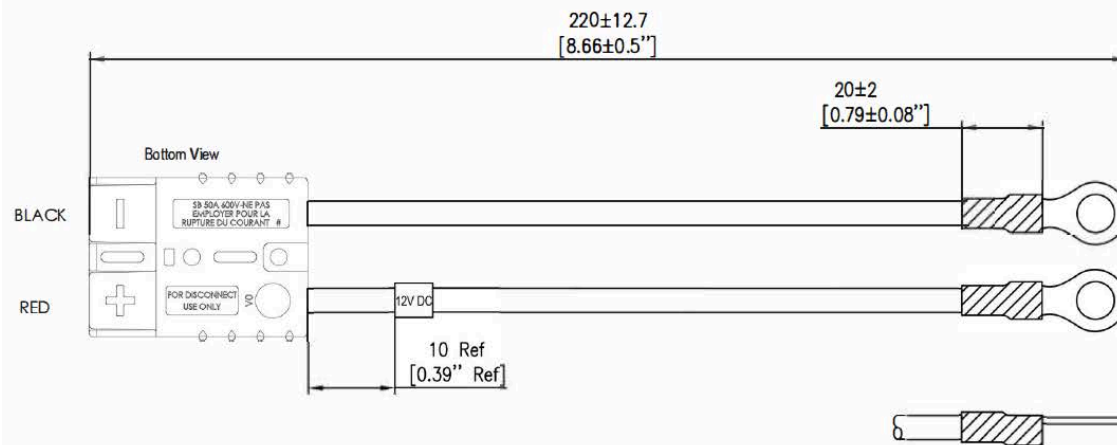 220±12.7
[8.66±0.5"]
20±2
[0.79±0.08"]
Bottom View
BLACK
SB 50A 600V-NE PAS
EMPLOYER POUR LA
RUPTURE DU COURANT #
RED
FOR DISCONNECT
USE ONLY
V0
12V DC
10 Ref
[0.39" Ref]